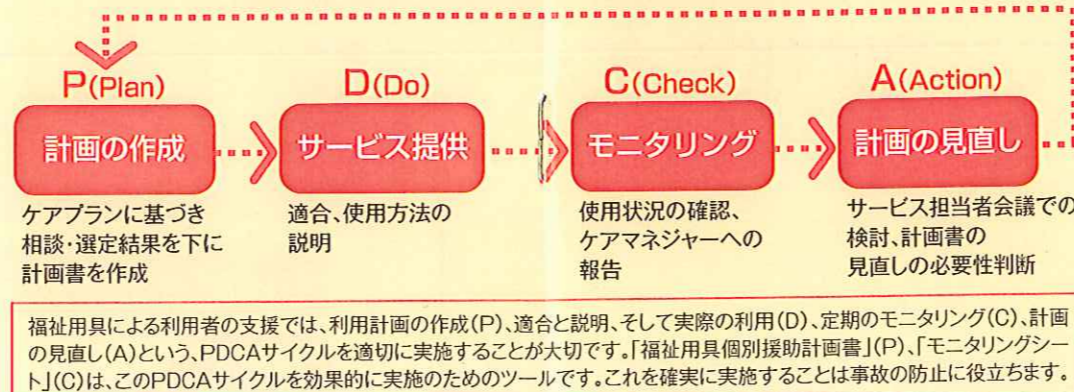 P(Plan)
D(Do)
C(Check)
A(Action)
計画の作成
サービス提供
モニタリング
計画の見直し
ケアプランに基づき
相談・選定結果を下に
計画書を作成
適合、使用方法の
説明
使用状況の確認、
ケアマネジャーへの
報告
サービス担当者会議での
検討、計画書の
見直しの必要性判断
福祉用具による利用者の支援では、利用計画の作成(P)、適合と説明、そして実際の利用(D)、定期のモニタリング(C)、計画
の見直し(A)という、PDCAサイクルを適切に実施することが大切です。「福祉用具個別援助計画書」(P)、「モニタリングシー
ト」(C)は、このPDCAサイクルを効果的に実施のためのツールです。これを確実に実施することは事故の防止に役立ちます。